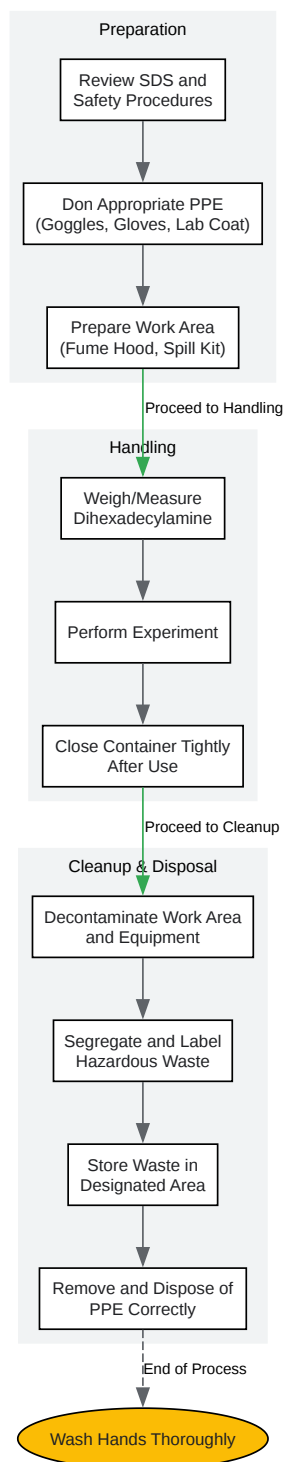 Preparation
Review SDS and
Safety Procedures
Don Appropriate PPE
(Goggles, Gloves, Lab Coat)
Prepare Work Area
(Fume Hood, Spill Kit)
Proceed to Handling
Handling
Weigh/Measure
Dihexadecylamine
Perform Experiment
Close Container Tightly
After Use
Proceed to Cleanup
Cleanup & Disposal
Decontaminate Work Area
and Equipment
Segregate and Label
Hazardous Waste
Store Waste in
Designated Area
Remove and Dispose of
PPE Correctly
End of Process
Wash Hands Thoroughly